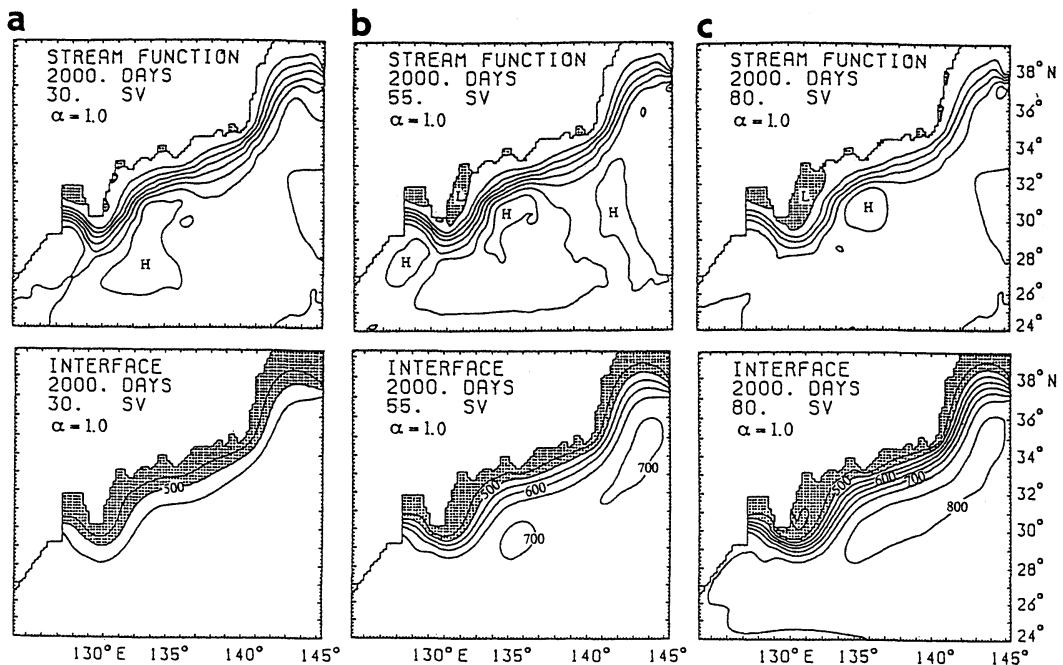 a
b
c
STREAM FUNCTION
2000. DAYS
30. SV
α = 1.0
H
STREAM FUNCTION
2000. DAYS
55. SV
α = 1.0
L
H
H
H
STREAM FUNCTION
2000. DAYS
80. SV
α = 1.0
L
H
38° N
36°
34°
32°
30°
28°
26°
24°
INTERFACE
2000. DAYS
30. SV
α = 1.0
500
INTERFACE
2000. DAYS
55. SV
α = 1.0
500
600
700
700
INTERFACE
2000. DAYS
80. SV
α = 1.0
500
600
700
800
38° N
36°
34°
32°
30°
28°
26°
24°
130° E 135° 140° 145°
130° E 135° 140° 145°
130° E 135° 140° 145°